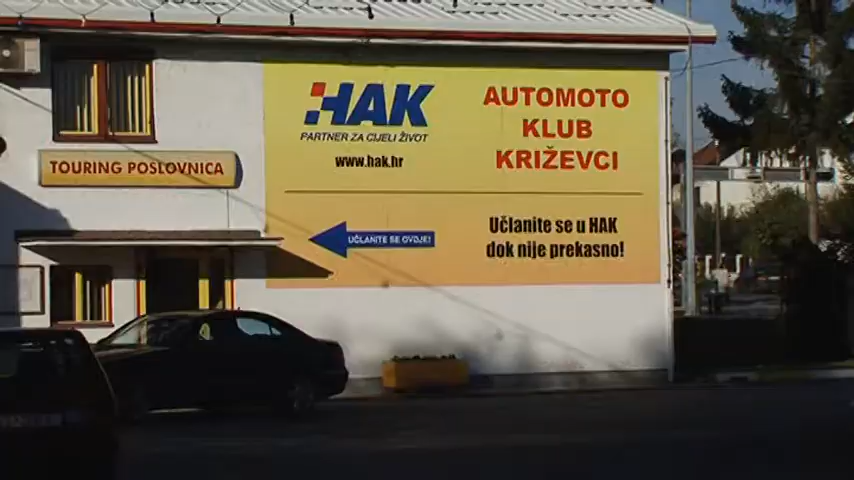 HAK
PARTNER ZA CIJELI ŽIVOT
www.hak.hr
AUTOMOTO
KLUB
KRIŽEVCI
TOURING POSLOVNICA
UČLANITE SE OVDJE!
Učlanite se u HAK
dok nije prekasno!